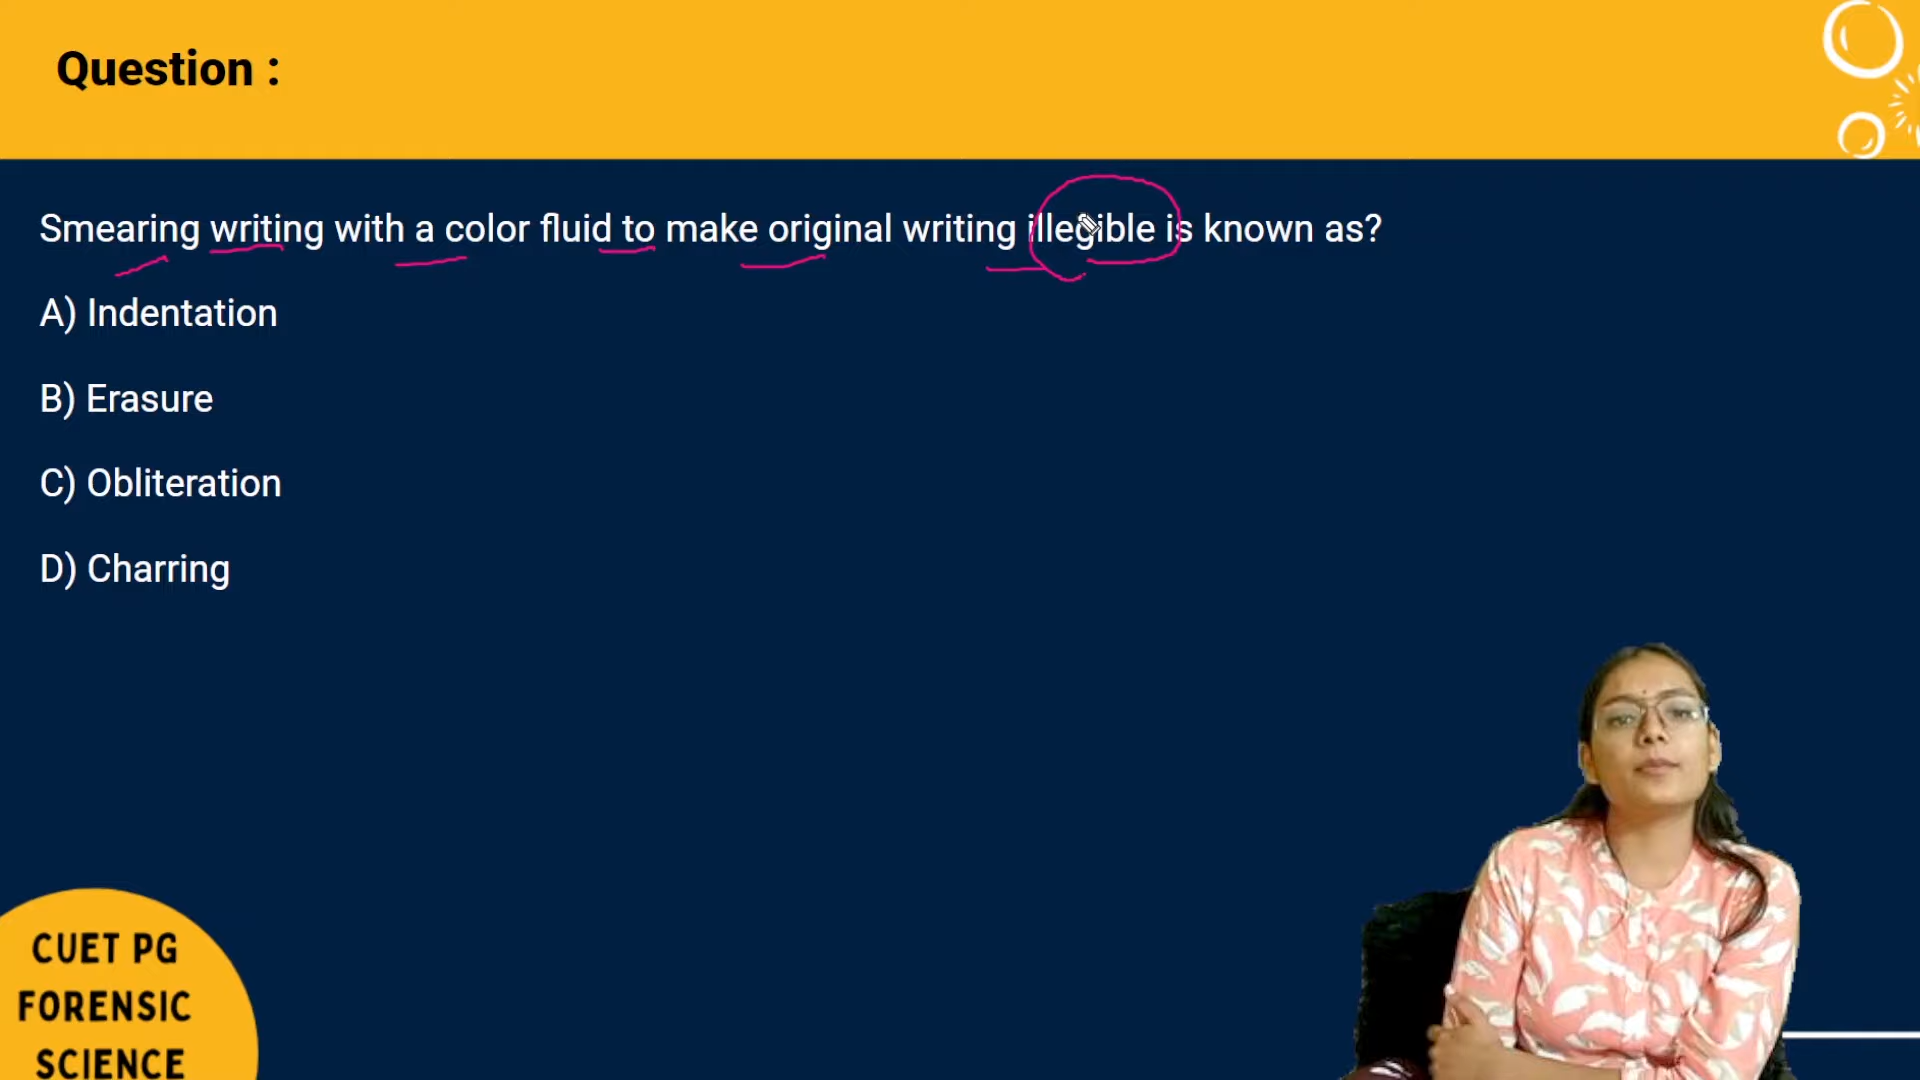 Question :
Smearing writing with a color fluid to make original writing illegible is known as?
A) Indentation
B) Erasure
C) Obliteration
D) Charring
CUET PG
FORENSIC
SCIENCE